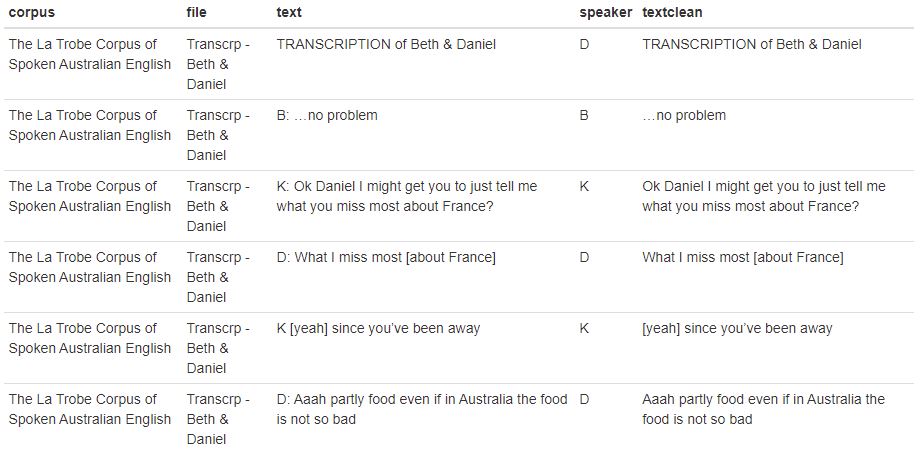 corpus file text speaker textclean
The La Trobe Corpus of Transcrp - TRANSCRIPTION of Beth & Daniel D TRANSCRIPTION of Beth & Daniel
Spoken Australian English Beth &
Daniel
The La Trobe Corpus of Transcrp - B: …no problem B …no problem
Spoken Australian English Beth &
Daniel
The La Trobe Corpus of Transcrp - K: Ok Daniel I might get you to just tell me K Ok Daniel I might get you to just tell me
Spoken Australian English Beth & what you miss most about France? what you miss most about France?
Daniel
The La Trobe Corpus of Transcrp - D: What I miss most [about France] D What I miss most [about France]
Spoken Australian English Beth &
Daniel
The La Trobe Corpus of Transcrp - K [yeah] since you’ve been away K [yeah] since you’ve been away
Spoken Australian English Beth &
Daniel
The La Trobe Corpus of Transcrp - D: Aaah partly food even if in Australia the food D Aaah partly food even if in Australia the
Spoken Australian English Beth & is not so bad food is not so bad
Daniel